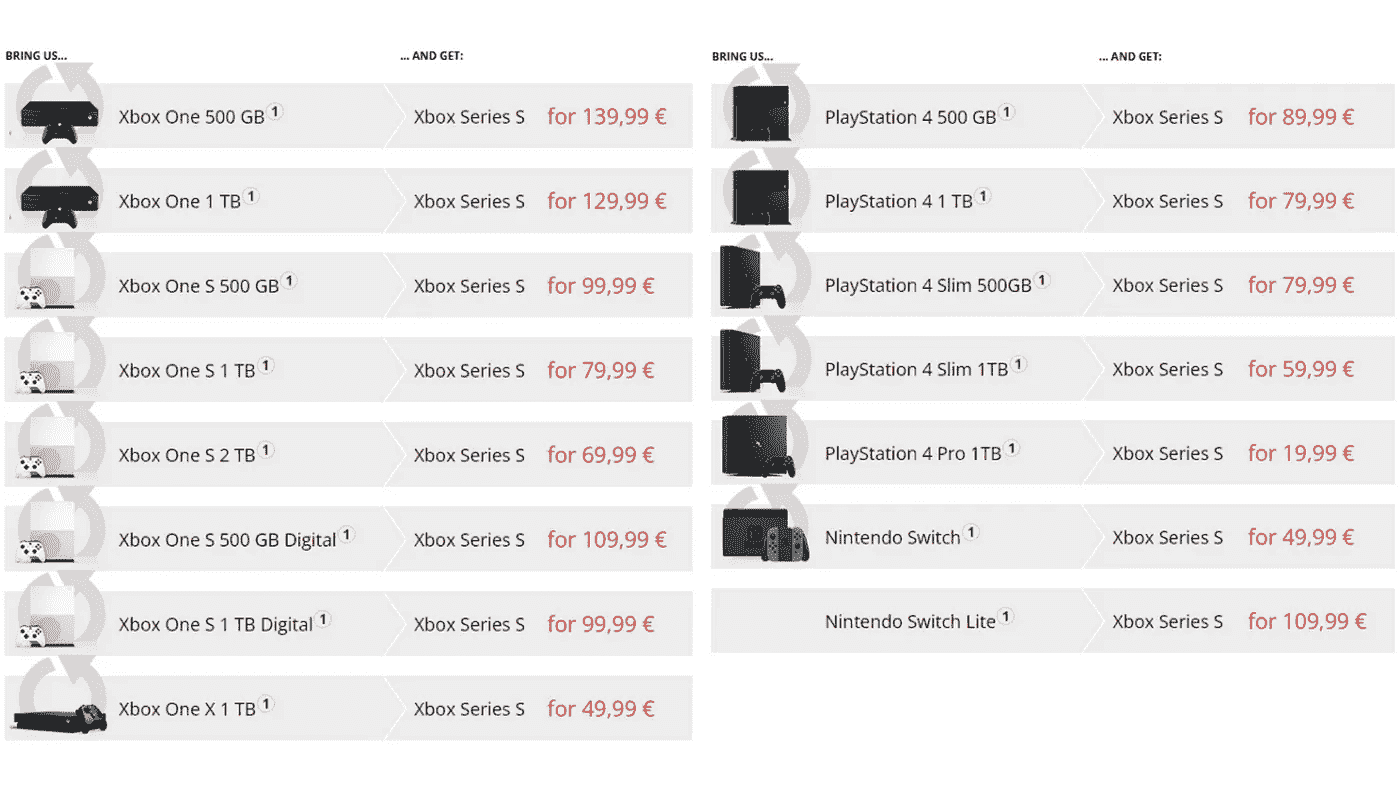 BRING US...
... AND GET:
Xbox One 500 GB 1
Xbox Series S for 139,99 €
Xbox One 1 TB 1
Xbox Series S for 129,99 €
Xbox One S 500 GB 1
Xbox Series S for 99,99 €
Xbox One S 1 TB 1
Xbox Series S for 79,99 €
Xbox One S 2 TB 1
Xbox Series S for 69,99 €
Xbox One S 500 GB Digital 1
Xbox Series S for 109,99 €
Xbox One S 1 TB Digital 1
Xbox Series S for 99,99 €
Xbox One X 1 TB 1
Xbox Series S for 49,99 €
BRING US...
... AND GET:
PlayStation 4 500 GB 1
Xbox Series S for 89,99 €
PlayStation 4 1 TB 1
Xbox Series S for 79,99 €
PlayStation 4 Slim 500GB 1
Xbox Series S for 79,99 €
PlayStation 4 Slim 1TB 1
Xbox Series S for 59,99 €
PlayStation 4 Pro 1TB 1
Xbox Series S for 19,99 €
Nintendo Switch 1
Xbox Series S for 49,99 €
Nintendo Switch Lite 1
Xbox Series S for 109,99 €